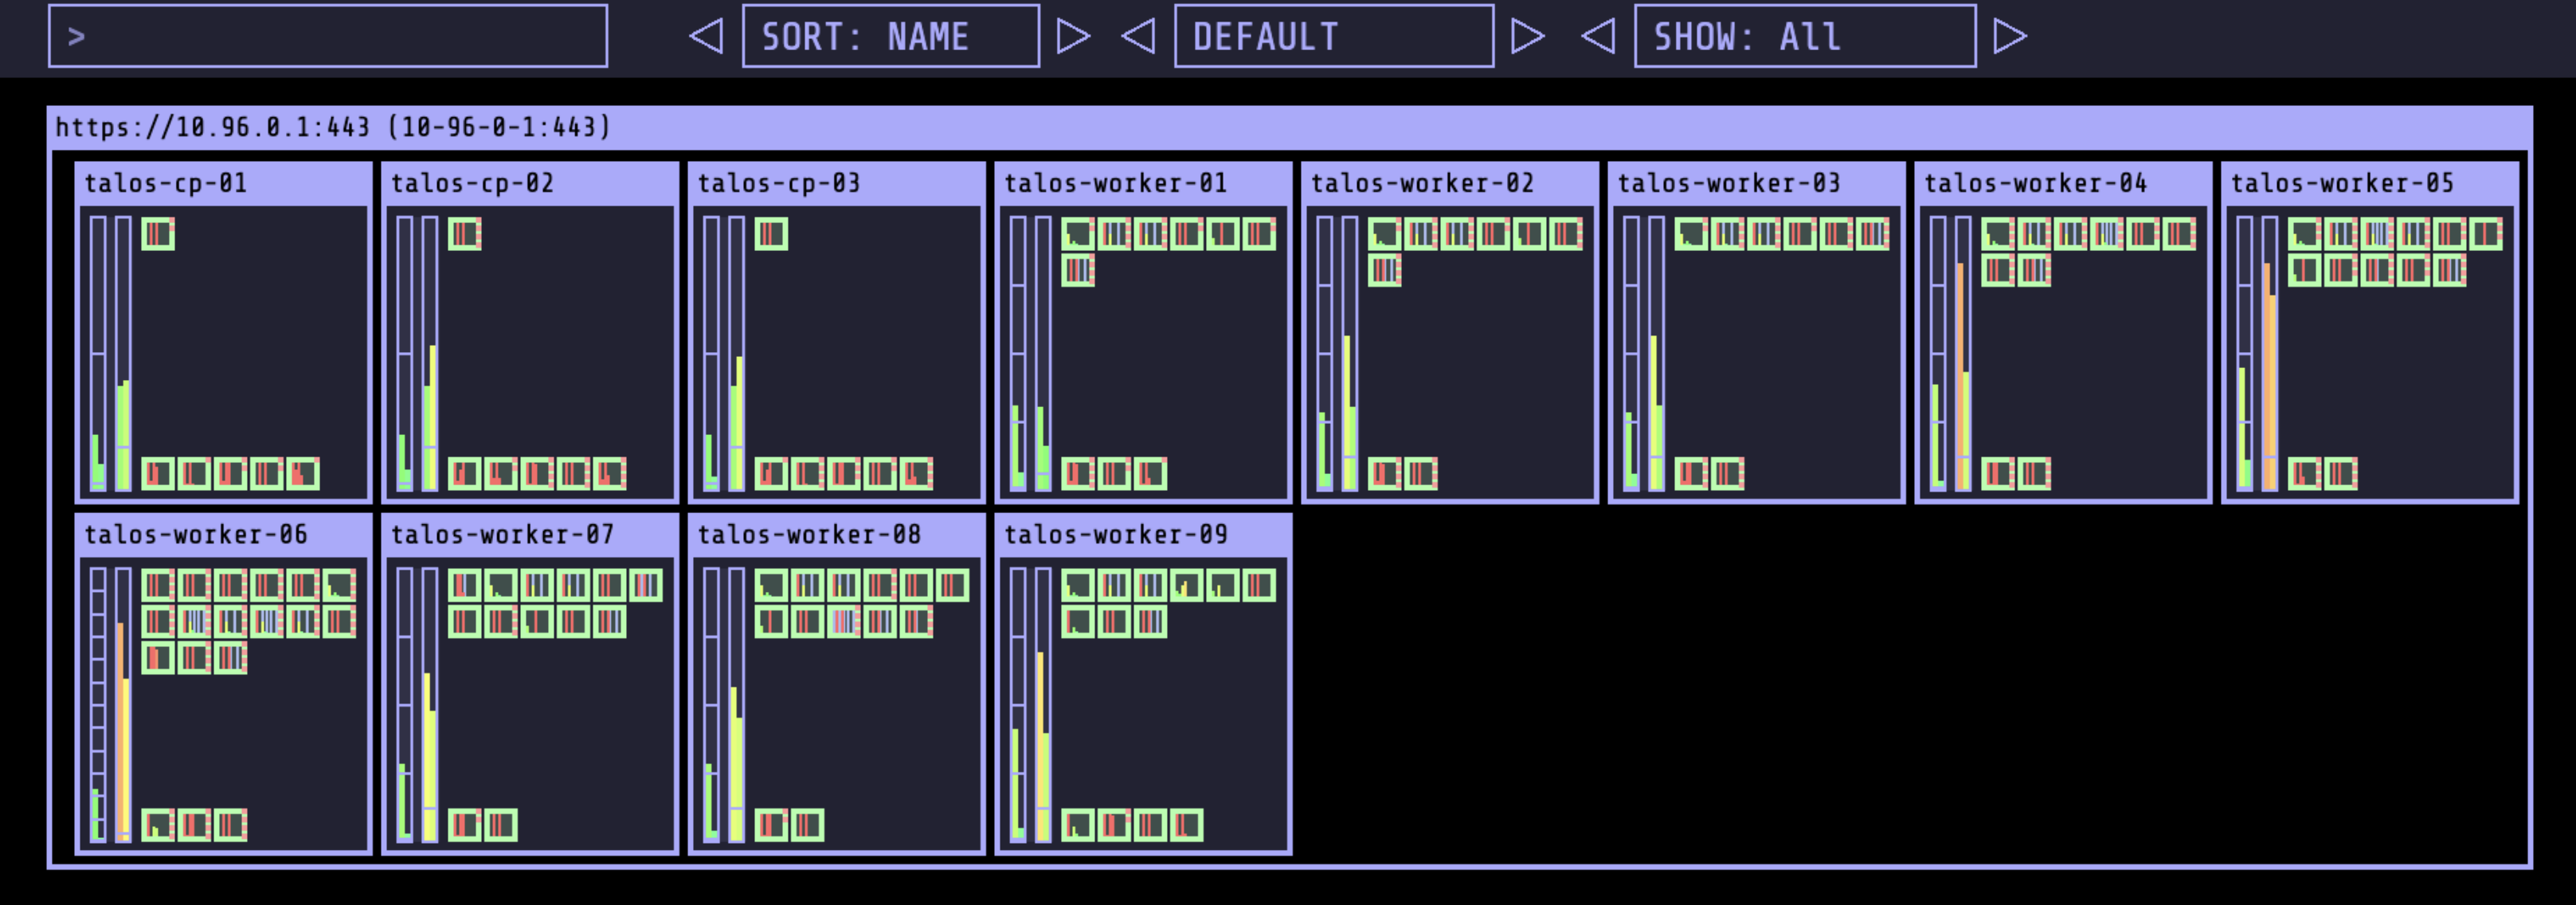 > SORT: NAME DEFAULT SHOW: All
https://10.96.0.1:443 (10-96-0-1:443)
talos-cp-01 talos-cp-02 talos-cp-03 talos-worker-01 talos-worker-02 talos-worker-03 talos-worker-04 talos-worker-05
talos-worker-06 talos-worker-07 talos-worker-08 talos-worker-09